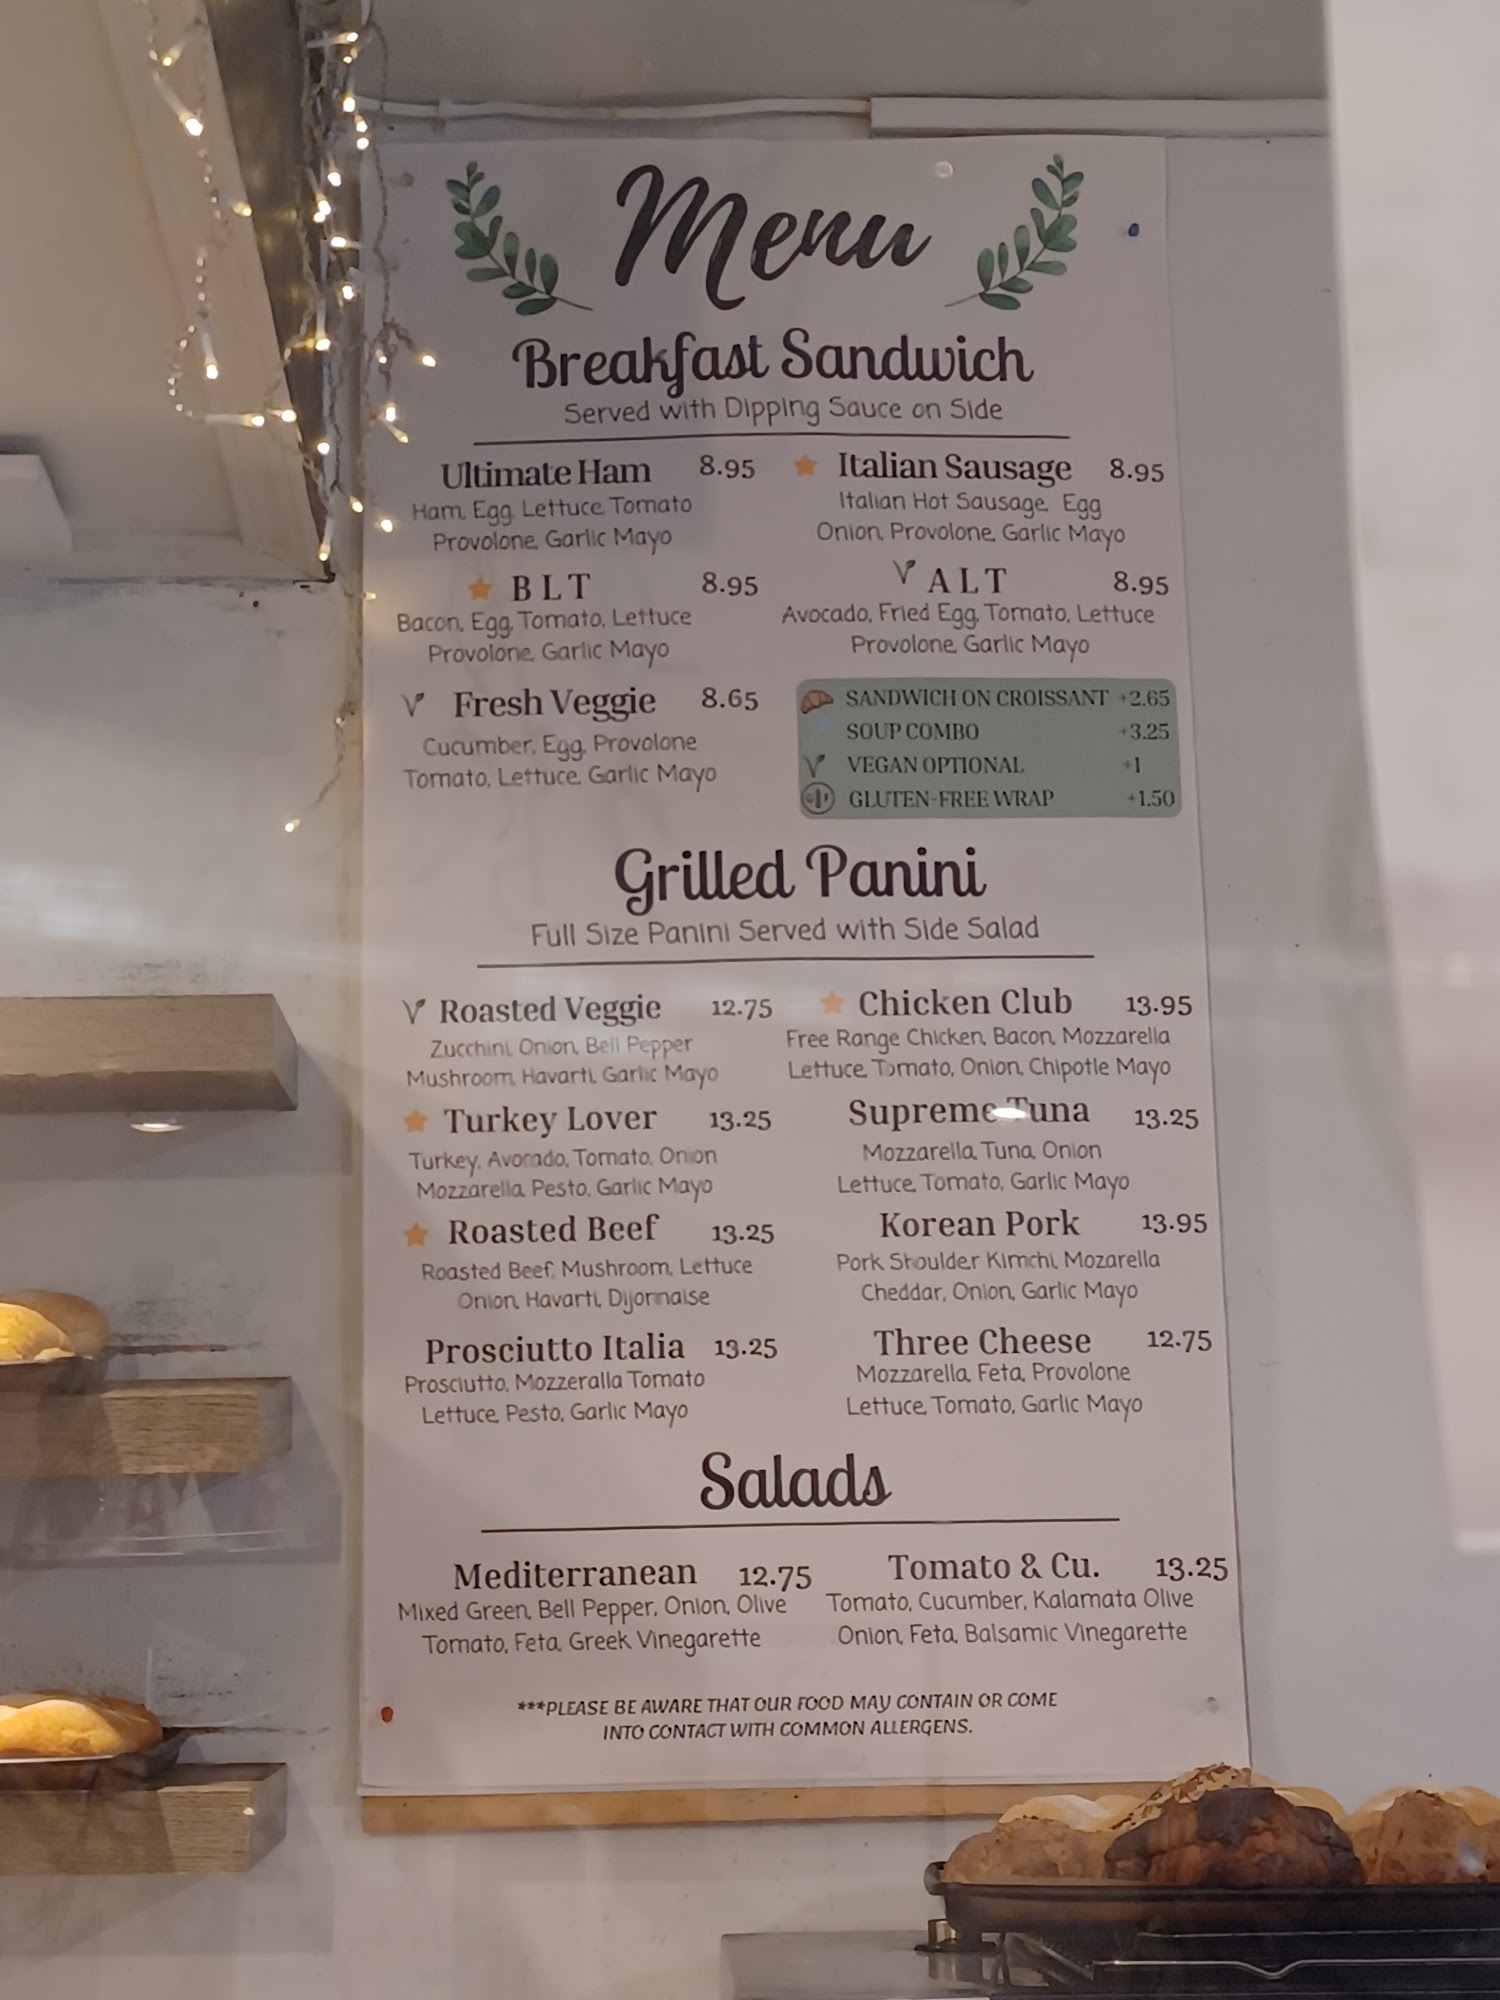 Menu
Breakfast Sandwich
Served with Dipping Sauce on Side
Ultimate Ham 8.95
Ham, Egg, Lettuce, Tomato
Provolone, Garlic Mayo
Italian Sausage 8.95
Italian Hot Sausage, Egg
Onion, Provolone, Garlic Mayo
BLT 8.95
Bacon, Egg, Tomato, Lettuce
Provolone, Garlic Mayo
ALT 8.95
Avocado, Fried Egg, Tomato, Lettuce
Provolone, Garlic Mayo
Fresh Veggie 8.65
Cucumber, Egg, Provolone
Tomato, Lettuce, Garlic Mayo
SANDWICH ON CROISSANT +2.65
SOUP COMBO +3.25
VEGAN OPTIONAL +1
GLUTEN-FREE WRAP +1.50
Grilled Panini
Full Size Panini Served with Side Salad
Roasted Veggie 12.75
Zucchini, Onion, Bell Pepper
Mushroom, Havarti, Garlic Mayo
Chicken Club 13.95
Free Range Chicken, Bacon, Mozzarella
Lettuce, Tomato, Onion, Chipotle Mayo
Turkey Lover 13.25
Turkey, Avocado, Tomato, Onion
Mozzarella, Pesto, Garlic Mayo
Supreme Tuna 13.25
Mozzarella, Tuna, Onion
Lettuce, Tomato, Garlic Mayo
Roasted Beef 13.25
Roasted Beef, Mushroom, Lettuce
Onion, Havarti, Dijonnaise
Korean Pork 13.95
Pork Shoulder, Kimchi, Mozarella
Cheddar, Onion, Garlic Mayo
Prosciutto Italia 13.25
Prosciutto, Mozzeralla, Tomato
Lettuce, Pesto, Garlic Mayo
Three Cheese 12.75
Mozzarella, Feta, Provolone
Lettuce, Tomato, Garlic Mayo
Salads
Mediterranean 12.75
Mixed Green, Bell Pepper, Onion, Olive
Tomato, Feta, Greek Vinegarette
Tomato & Cu. 13.25
Tomato, Cucumber, Kalamata Olive
Onion, Feta, Balsamic Vinegarette
***PLEASE BE AWARE THAT OUR FOOD MAY CONTAIN OR COME
INTO CONTACT WITH COMMON ALLERGENS.